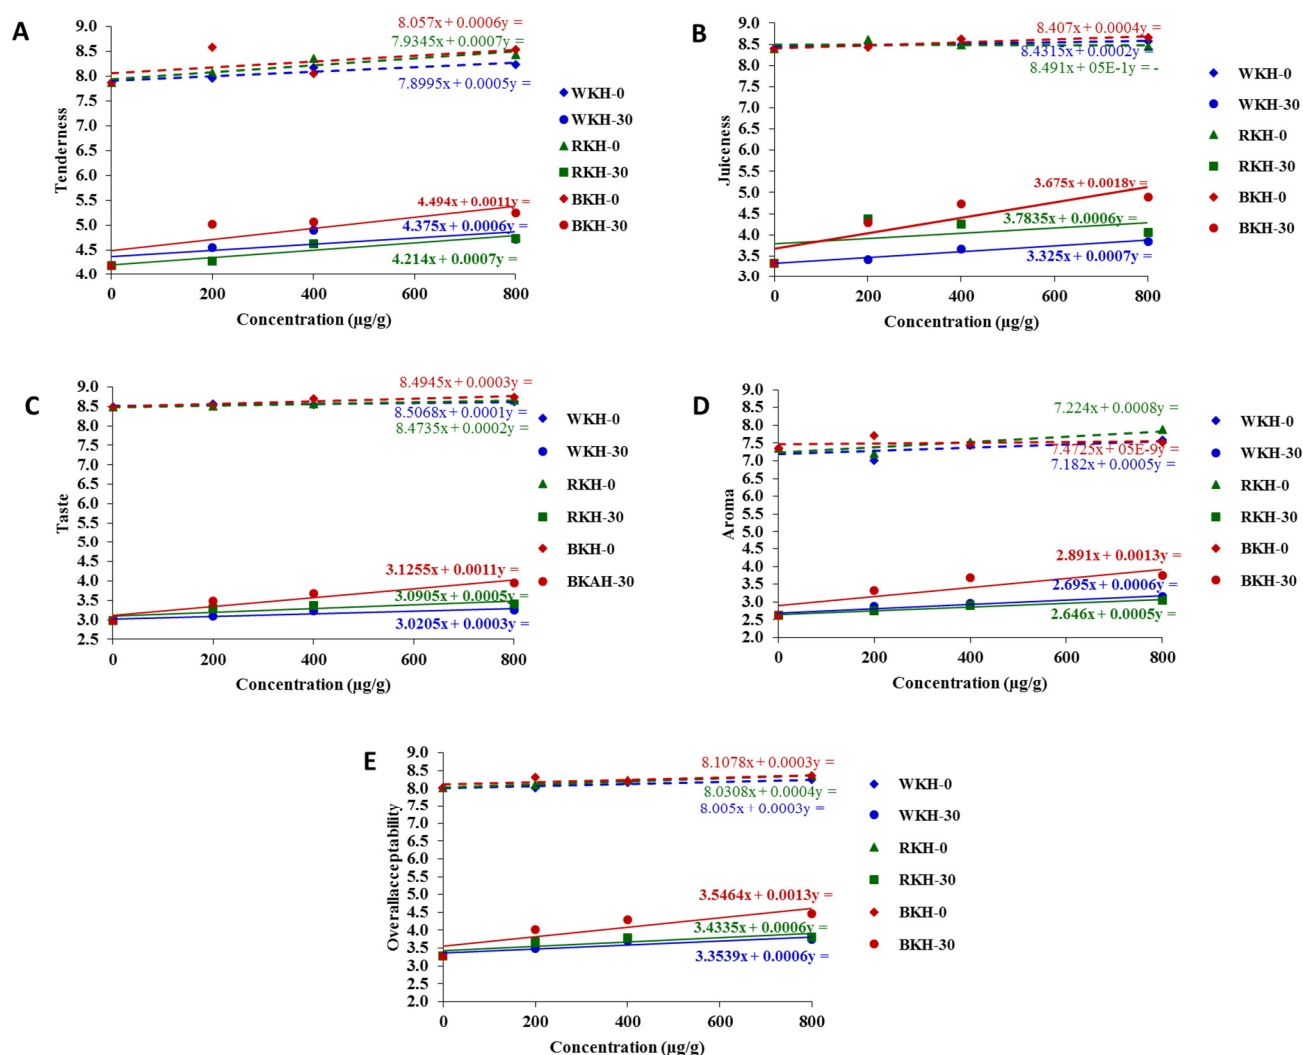 A
Tenderness
9.0
8.5
8.0
7.5
7.0
6.5
6.0
5.5
5.0
4.5
4.0
8.057x + 0.0006y =
7.9345x + 0.0007y =
7.8995x + 0.0005y =
4.494x + 0.0011y =
4.375x + 0.0006y =
4.214x + 0.0007y =
0 200 400 600 800
Concentration (µg/g)
WKH-0
WKH-30
RKH-0
RKH-30
BKH-0
BKH-30
B
Juiceness
9.0
8.5
8.0
7.5
7.0
6.5
6.0
5.5
5.0
4.5
4.0
3.5
3.0
8.407x + 0.0004y =
8.4315x + 0.0002y =
8.491x + 05E-1y = -
3.675x + 0.0018y =
3.7835x + 0.0006y =
3.325x + 0.0007y =
0 200 400 600 800
Concentration (µg/g)
WKH-0
WKH-30
RKH-0
RKH-30
BKH-0
BKH-30
C
Taste
9.0
8.5
8.0
7.5
7.0
6.5
6.0
5.5
5.0
4.5
4.0
3.5
3.0
2.5
8.4945x + 0.0003y =
8.5068x + 0.0001y =
8.4735x + 0.0002y =
3.1255x + 0.0011y =
3.0905x + 0.0005y =
3.0205x + 0.0003y =
0 200 400 600 800
Concentration (µg/g)
WKH-0
WKH-30
RKH-0
RKH-30
BKH-0
BKAH-30
D
Aroma
9.0
8.5
8.0
7.5
7.0
6.5
6.0
5.5
5.0
4.5
4.0
3.5
3.0
2.5
2.0
7.224x + 0.0008y =
7.4725x + 05E-9y =
7.182x + 0.0005y =
2.891x + 0.0013y =
2.695x + 0.0006y =
2.646x + 0.0005y =
0 200 400 600 800
Concentration (µg/g)
WKH-0
WKH-30
RKH-0
RKH-30
BKH-0
BKH-30
E
Overallacceptability
9.0
8.5
8.0
7.5
7.0
6.5
6.0
5.5
5.0
4.5
4.0
3.5
3.0
2.5
2.0
8.1078x + 0.0003y =
8.0308x + 0.0004y =
8.005x + 0.0003y =
3.5464x + 0.0013y =
3.4335x + 0.0006y =
3.3539x + 0.0006y =
0 200 400 600 800
Concentration (µg/g)
WKH-0
WKH-30
RKH-0
RKH-30
BKH-0
BKH-30